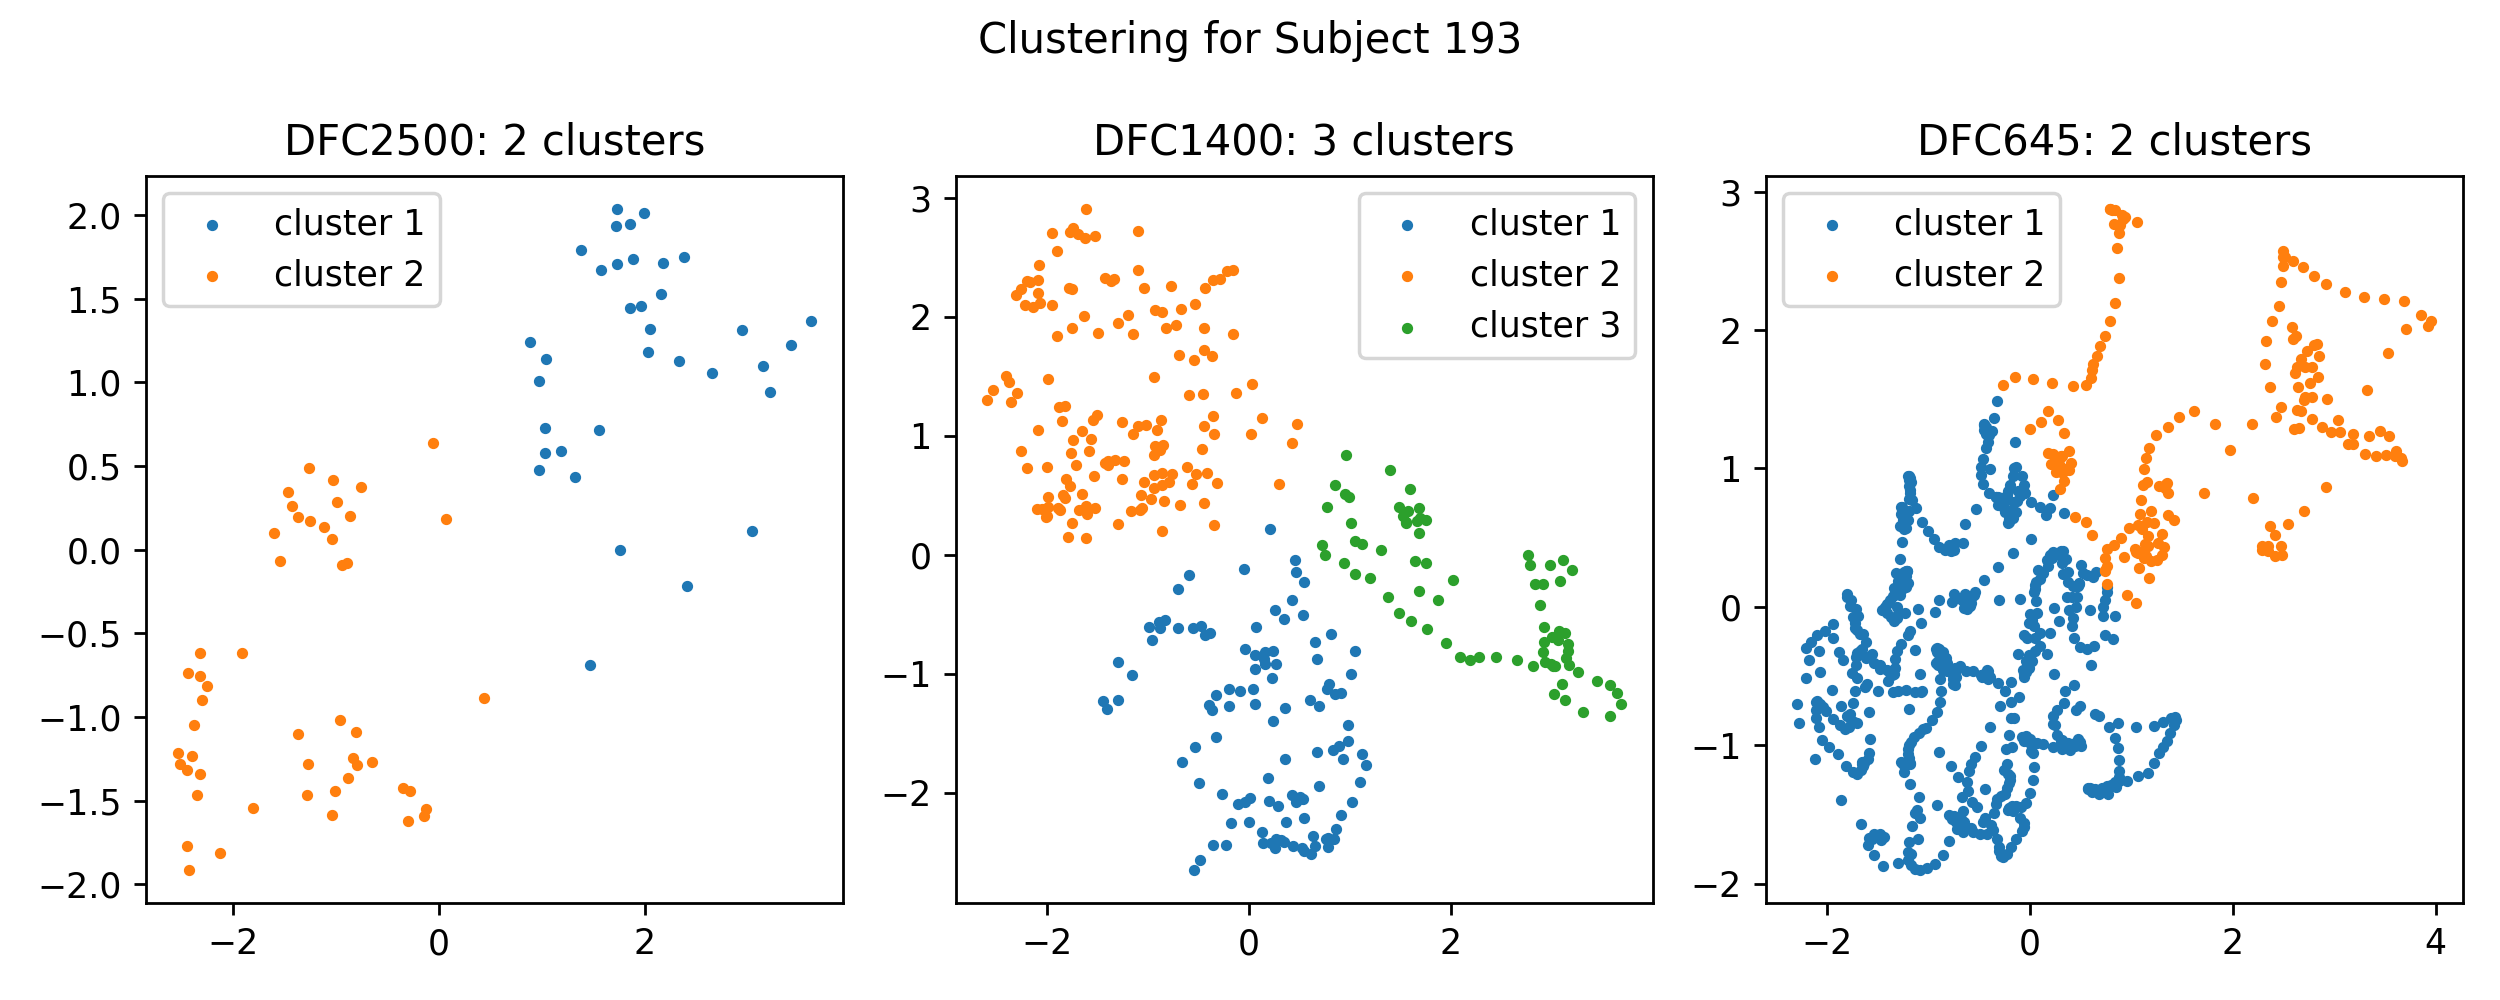 Clustering for Subject 193
DFC2500: 2 clusters
cluster 1
cluster 2
2.0
1.5
1.0
0.5
0.0
−0.5
−1.0
−1.5
−2.0
−2
0
2
DFC1400: 3 clusters
cluster 1
cluster 2
cluster 3
3
2
1
0
−1
−2
−2
0
2
DFC645: 2 clusters
cluster 1
cluster 2
3
2
1
0
−1
−2
−2
0
2
4